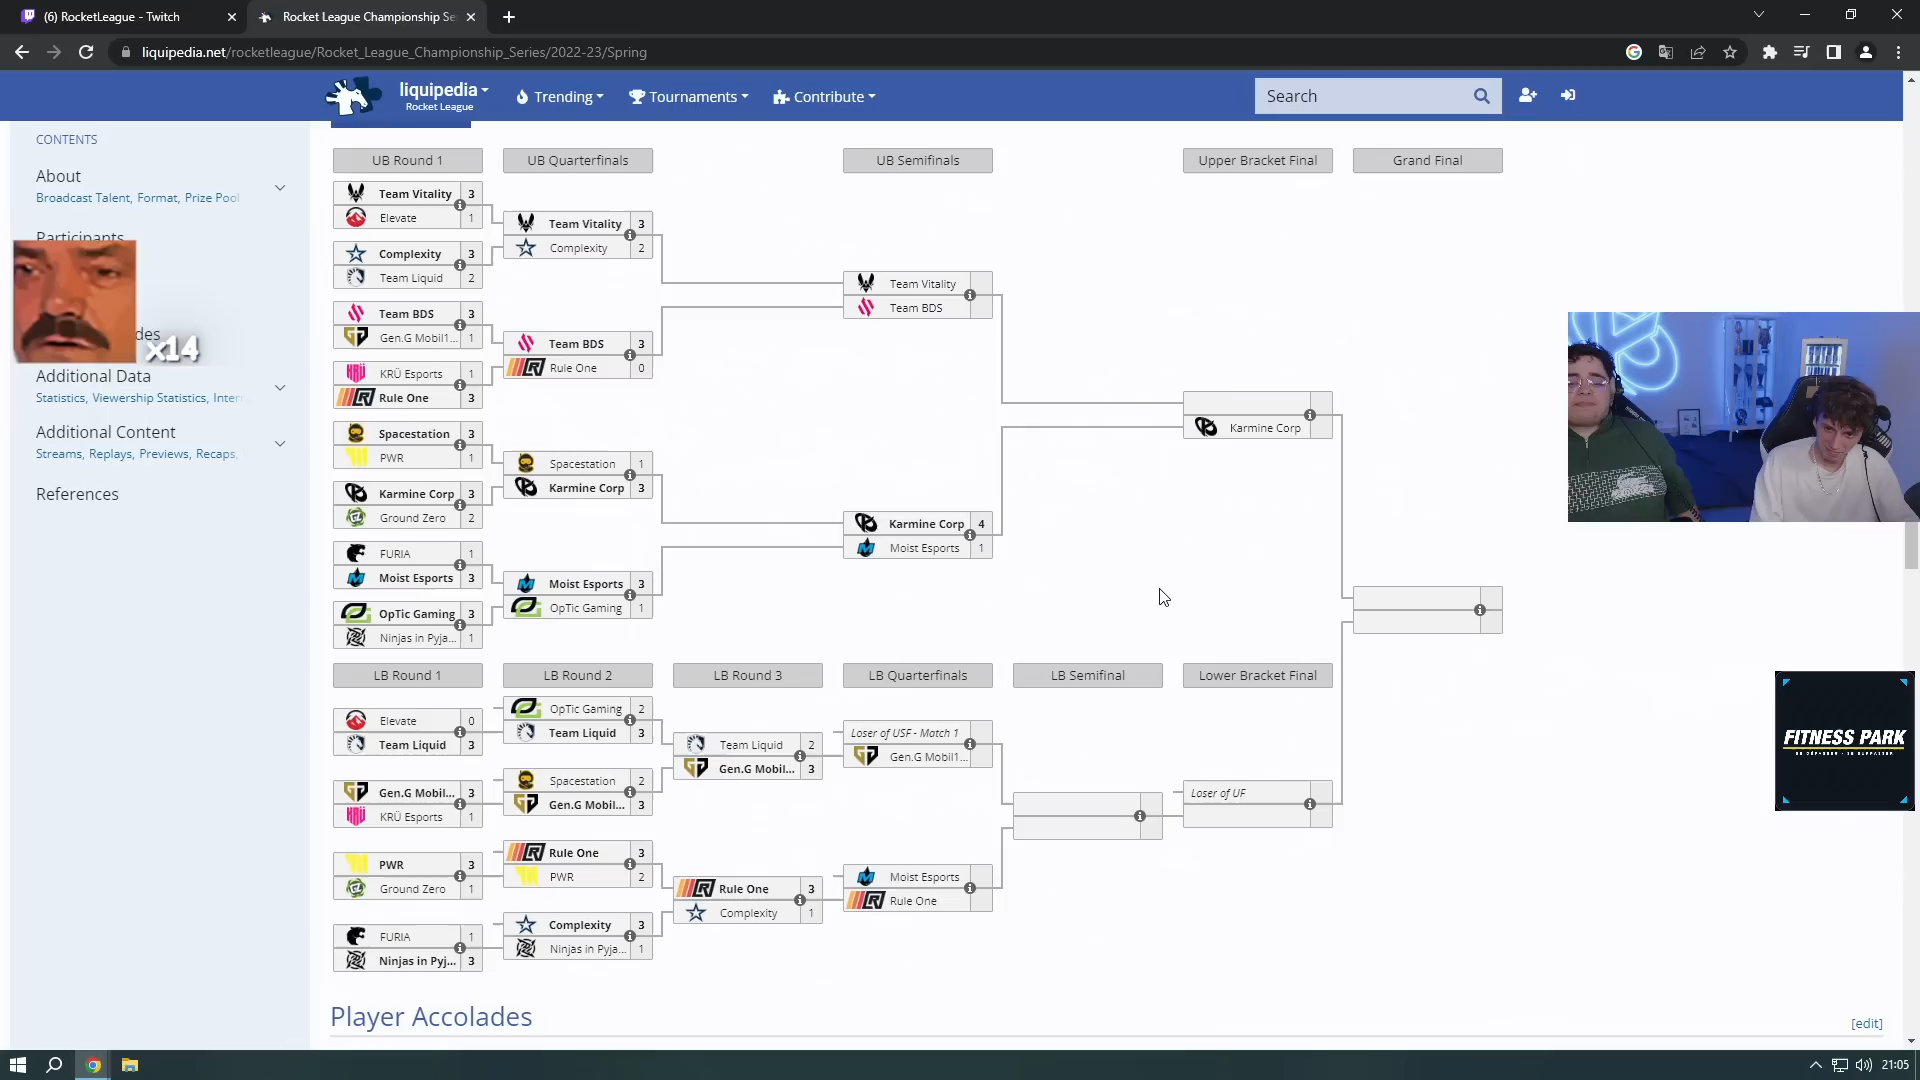 (6) RocketLeague - Twitch
Rocket League Championship Se
liquipedia.net/rocketleague/Rocket_League_Championship_Series/2022-23/Spring
liquipedia
Rocket League
Trending
Tournaments
Contribute
Search
CONTENTS
About
Broadcast Talent, Format, Prize Pool
Participants
des
x14
Additional Data
Statistics, Viewership Statistics, Inter
Additional Content
Streams, Replays, Previews, Recaps,
References
UB Round 1
UB Quarterfinals
UB Semifinals
Upper Bracket Final
Grand Final
Team Vitality 3
Elevate 1
Complexity 3
Team Liquid 2
Team BDS 3
Gen.G Mobil1... 1
KRÜ Esports 1
Rule One 3
Spacestation 3
PWR 1
Karmine Corp 3
Ground Zero 2
FURIA 1
Moist Esports 3
OpTic Gaming 3
Ninjas in Pyja... 1
Team Vitality 3
Complexity 2
Team BDS 3
Rule One 0
Spacestation 1
Karmine Corp 3
Moist Esports 3
OpTic Gaming 1
Team Vitality
Team BDS
Karmine Corp 4
Moist Esports 1
Karmine Corp
LB Round 1
LB Round 2
LB Round 3
LB Quarterfinals
LB Semifinal
Lower Bracket Final
Elevate 0
Team Liquid 3
Gen.G Mobil... 3
KRÜ Esports 1
PWR 3
Ground Zero 1
FURIA 1
Ninjas in Pyj... 3
OpTic Gaming 2
Team Liquid 3
Spacestation 2
Gen.G Mobil... 3
Rule One 3
PWR 2
Complexity 3
Ninjas in Pyja... 1
Team Liquid 2
Gen.G Mobil... 3
Rule One 3
Complexity 1
Loser of USF - Match 1
Gen.G Mobil1...
Moist Esports
Rule One
Loser of UF
FITNESS PARK
Player Accolades
[edit]
21:05